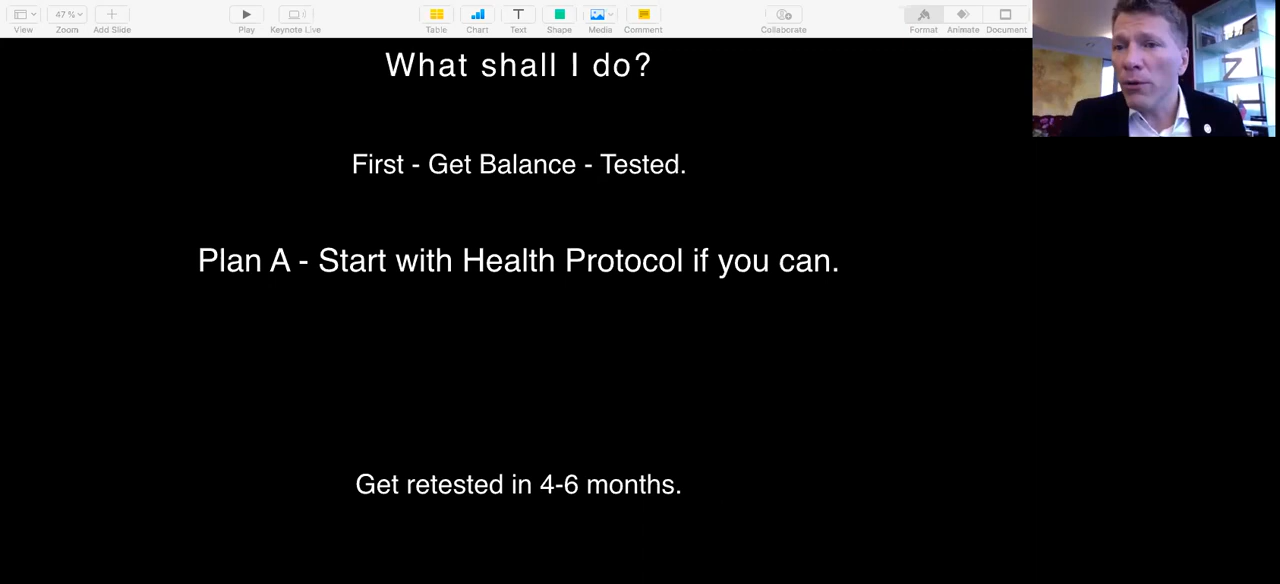 View
47 %
Zoom
Add Slide
Play
Keynote Live
Table
Chart
Text
Shape
Media
Comment
Collaborate
Format
Animate
Document
Z
What shall I do?
First - Get Balance - Tested.
Plan A - Start with Health Protocol if you can.
Get retested in 4-6 months.